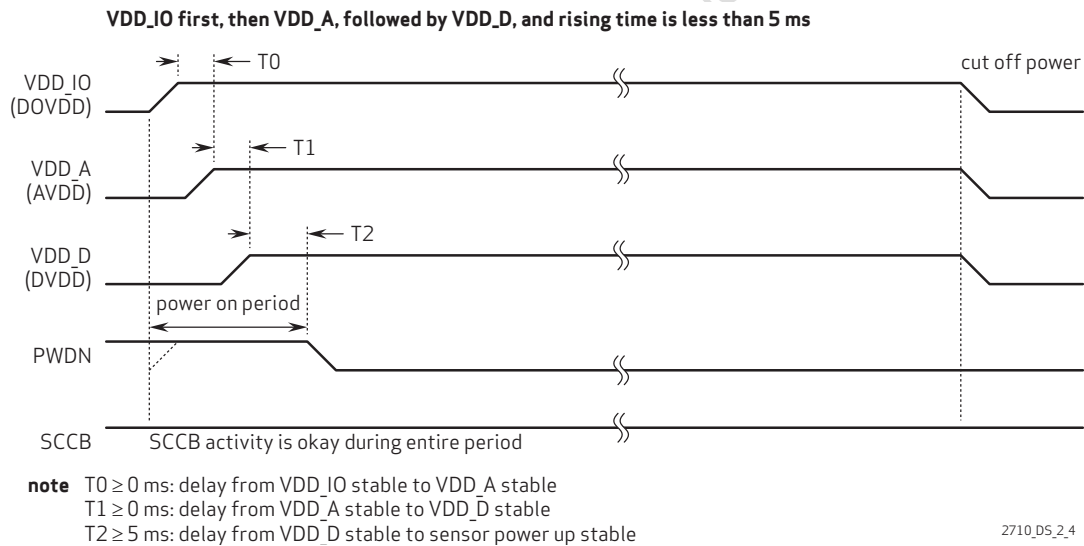 VDD_IO first, then VDD_A, followed by VDD_D, and rising time is less than 5 ms
T0
cut off power
VDD_IO
(DOVDD)
T1
VDD_A
(AVDD)
T2
VDD_D
(DVDD)
power on period
PWDN
SCCB
SCCB activity is okay during entire period
note T0 ≥ 0 ms: delay from VDD_IO stable to VDD_A stable
T1 ≥ 0 ms: delay from VDD_A stable to VDD_D stable
T2 ≥ 5 ms: delay from VDD_D stable to sensor power up stable
2710_DS_2_4